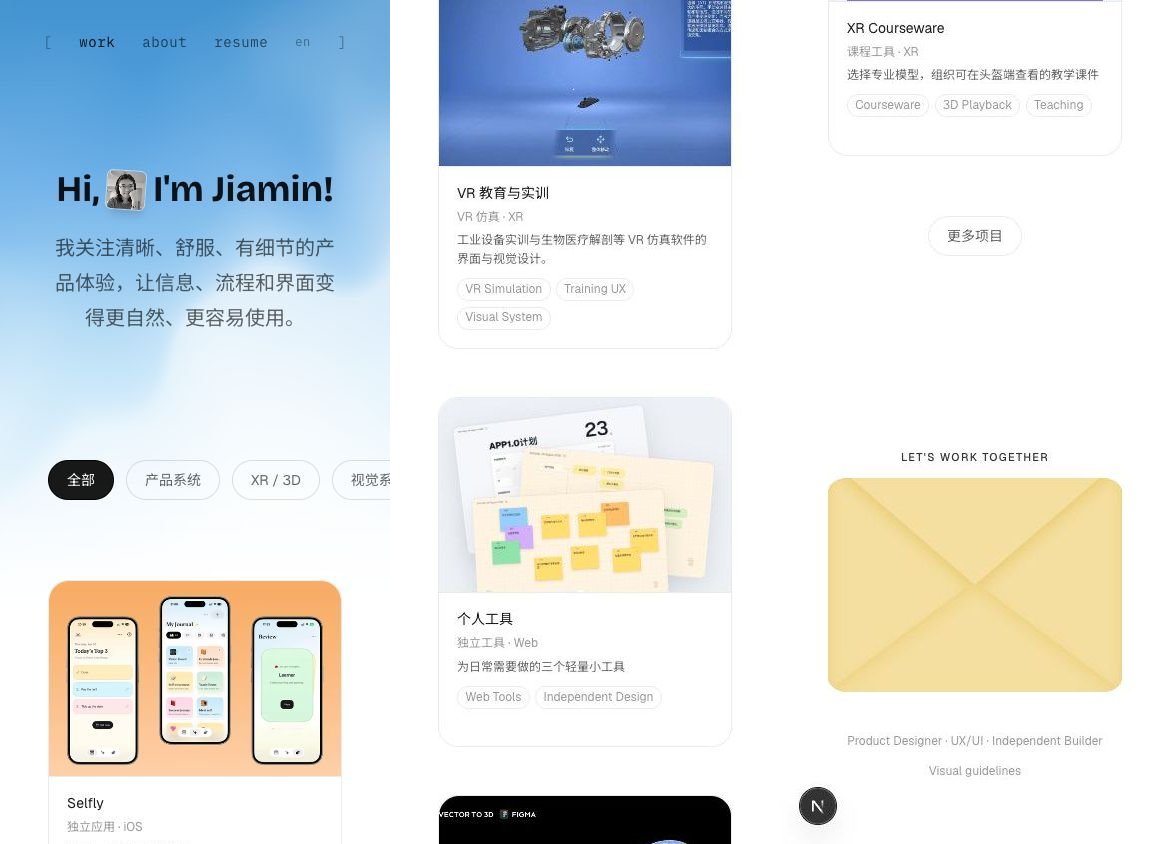 [ work about resume en ]
Hi, I'm Jiamin!
我关注清晰、舒服、有细节的产
品体验，让信息、流程和界面变
得更自然、更容易使用。
全部 产品系统 XR / 3D 视觉系
Today's Top 3
My Journal
Review
Learner
Selfly
独立应用 · iOS
VR 教育与实训
VR 仿真 · XR
工业设备实训与生物医疗解剖等 VR 仿真软件的
界面与视觉设计。
VR Simulation Training UX
Visual System
APP1.0计划
23
个人工具
独立工具 · Web
为日常需要做的三个轻量小工具
Web Tools Independent Design
VECTOR TO 3D FIGMA
XR Courseware
课程工具 · XR
选择专业模型，组织可在头盔端查看的教学课件
Courseware 3D Playback Teaching
更多项目
LET'S WORK TOGETHER
Product Designer · UX/UI · Independent Builder
Visual guidelines
N